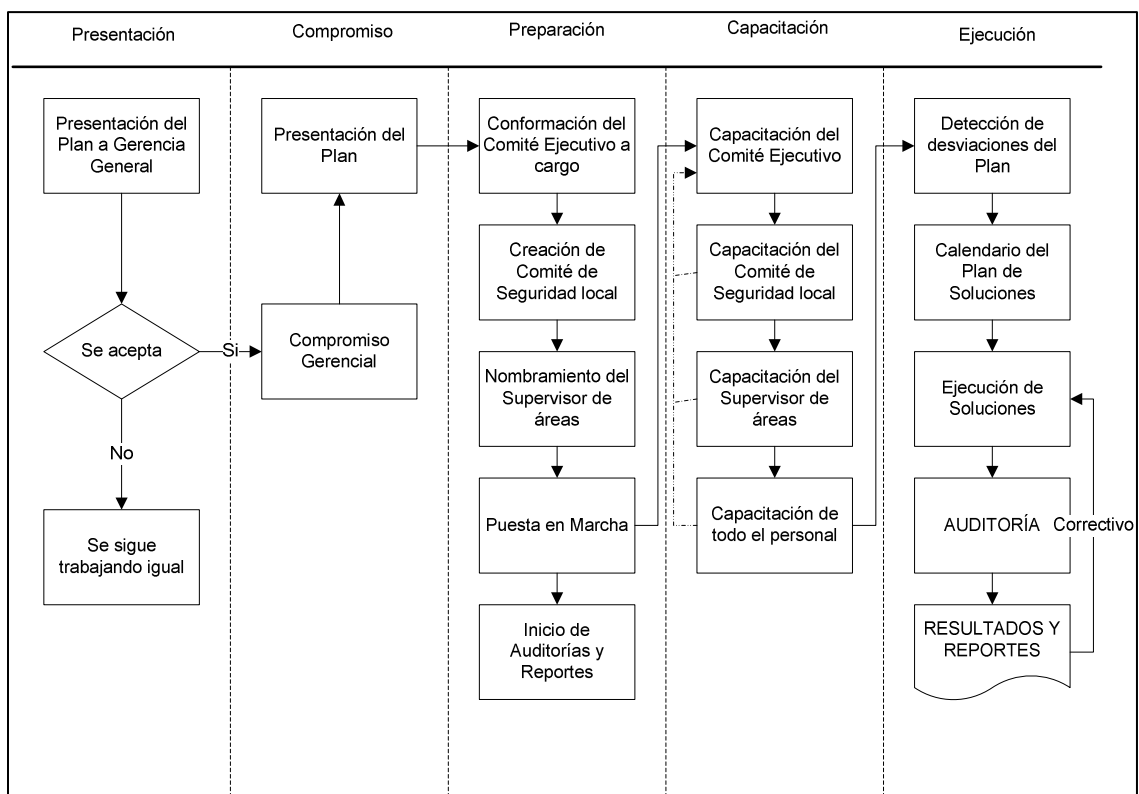 Presentación
Compromiso
Preparación
Capacitación
Ejecución
Presentación del
Plan a Gerencia
General
Se acepta
Si
No
Se sigue
trabajando igual
Presentación del
Plan
Compromiso
Gerencial
Conformación del
Comité Ejecutivo a
cargo
Creación de
Comité de
Seguridad local
Nombramiento del
Supervisor de
áreas
Puesta en Marcha
Inicio de
Auditorías y
Reportes
Capacitación del
Comité Ejecutivo
Capacitación del
Comité de
Seguridad local
Capacitación del
Supervisor de
áreas
Capacitación de
todo el personal
Detección de
desviaciones del
Plan
Calendario del
Plan de
Soluciones
Ejecución de
Soluciones
AUDITORÍA
Correctivo
RESULTADOS Y
REPORTES